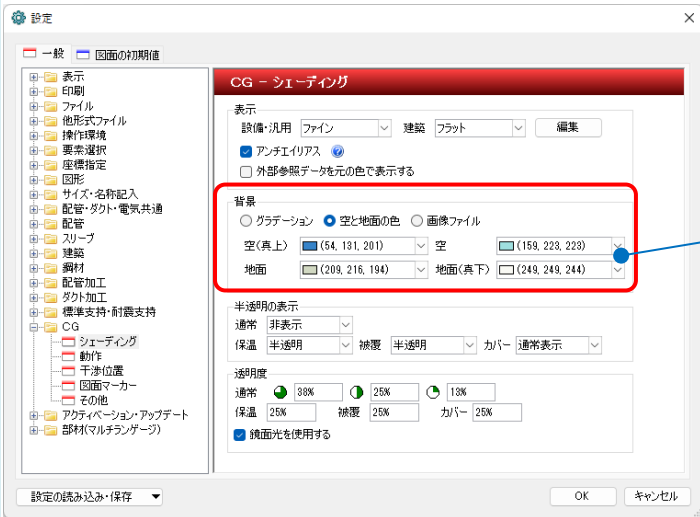 設定
一般 図面の初期値
表示
印刷
ファイル
他形式ファイル
操作環境
要素選択
座標指定
図形
サイズ・名称記入
配管・ダクト・電気共通
配管
スリーブ
建築
鋼材
配管加工
ダクト加工
標準支持・耐震支持
CG
シェーディング
動作
干渉位置
図面マーカー
その他
アクティベーション・アップデート
部材(マルチランゲージ)
CG - シェーディング
表示
設備・汎用 ファイン 建築 フラット 編集
アンチエイリアス ?
外部参照データを元の色で表示する
背景
グラデーション 空と地面の色 画像ファイル
空(真上) (54, 131, 201) 空 (159, 223, 223)
地面 (209, 216, 194) 地面(真下) (249, 249, 244)
半透明の表示
通常 非表示
保温 半透明 被覆 半透明 カバー 通常表示
透明度
通常 38% 25% 13%
保温 25% 被覆 25% カバー 25%
鏡面光を使用する
設定の読み込み・保存 OK キャンセル